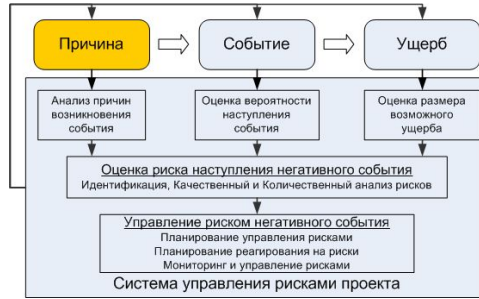 Причина
Событие
Ущерб
Анализ причин
возникновения
события
Оценка вероятности
наступления
события
Оценка размера
возможного
ущерба
Оценка риска наступления негативного события
Идентификация, Качественный и Количественный анализ рисков
Управление риском негативного события
Планирование управления рисками
Планирование реагирования на риски
Мониторинг и управление рисками
Система управления рисками проекта